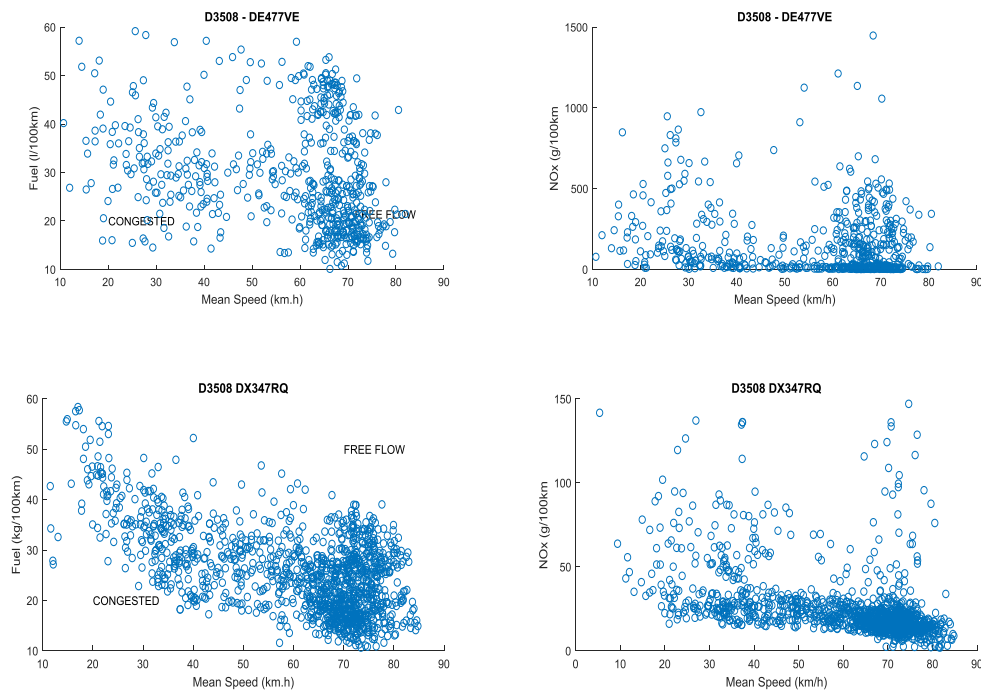 D3508 - DE477VE
60
50
40
30
20
10
Fuel (l/100km)
CONGESTED
FREE FLOW
10 20 30 40 50 60 70 80 90
Mean Speed (km.h)
1500
1000
500
0
NOx (g/100km)
10 20 30 40 50 60 70 80 90
Mean Speed (km/h)
D3508 DX347RQ
60
50
40
30
20
10
Fuel (kg/100km)
FREE FLOW
CONGESTED
10 20 30 40 50 60 70 80 90
Mean Speed (km.h)
D3508 DX347RQ
150
100
50
0
NOx (g/100km
0 10 20 30 40 50 60 70 80 90
Mean Speed (km/h)